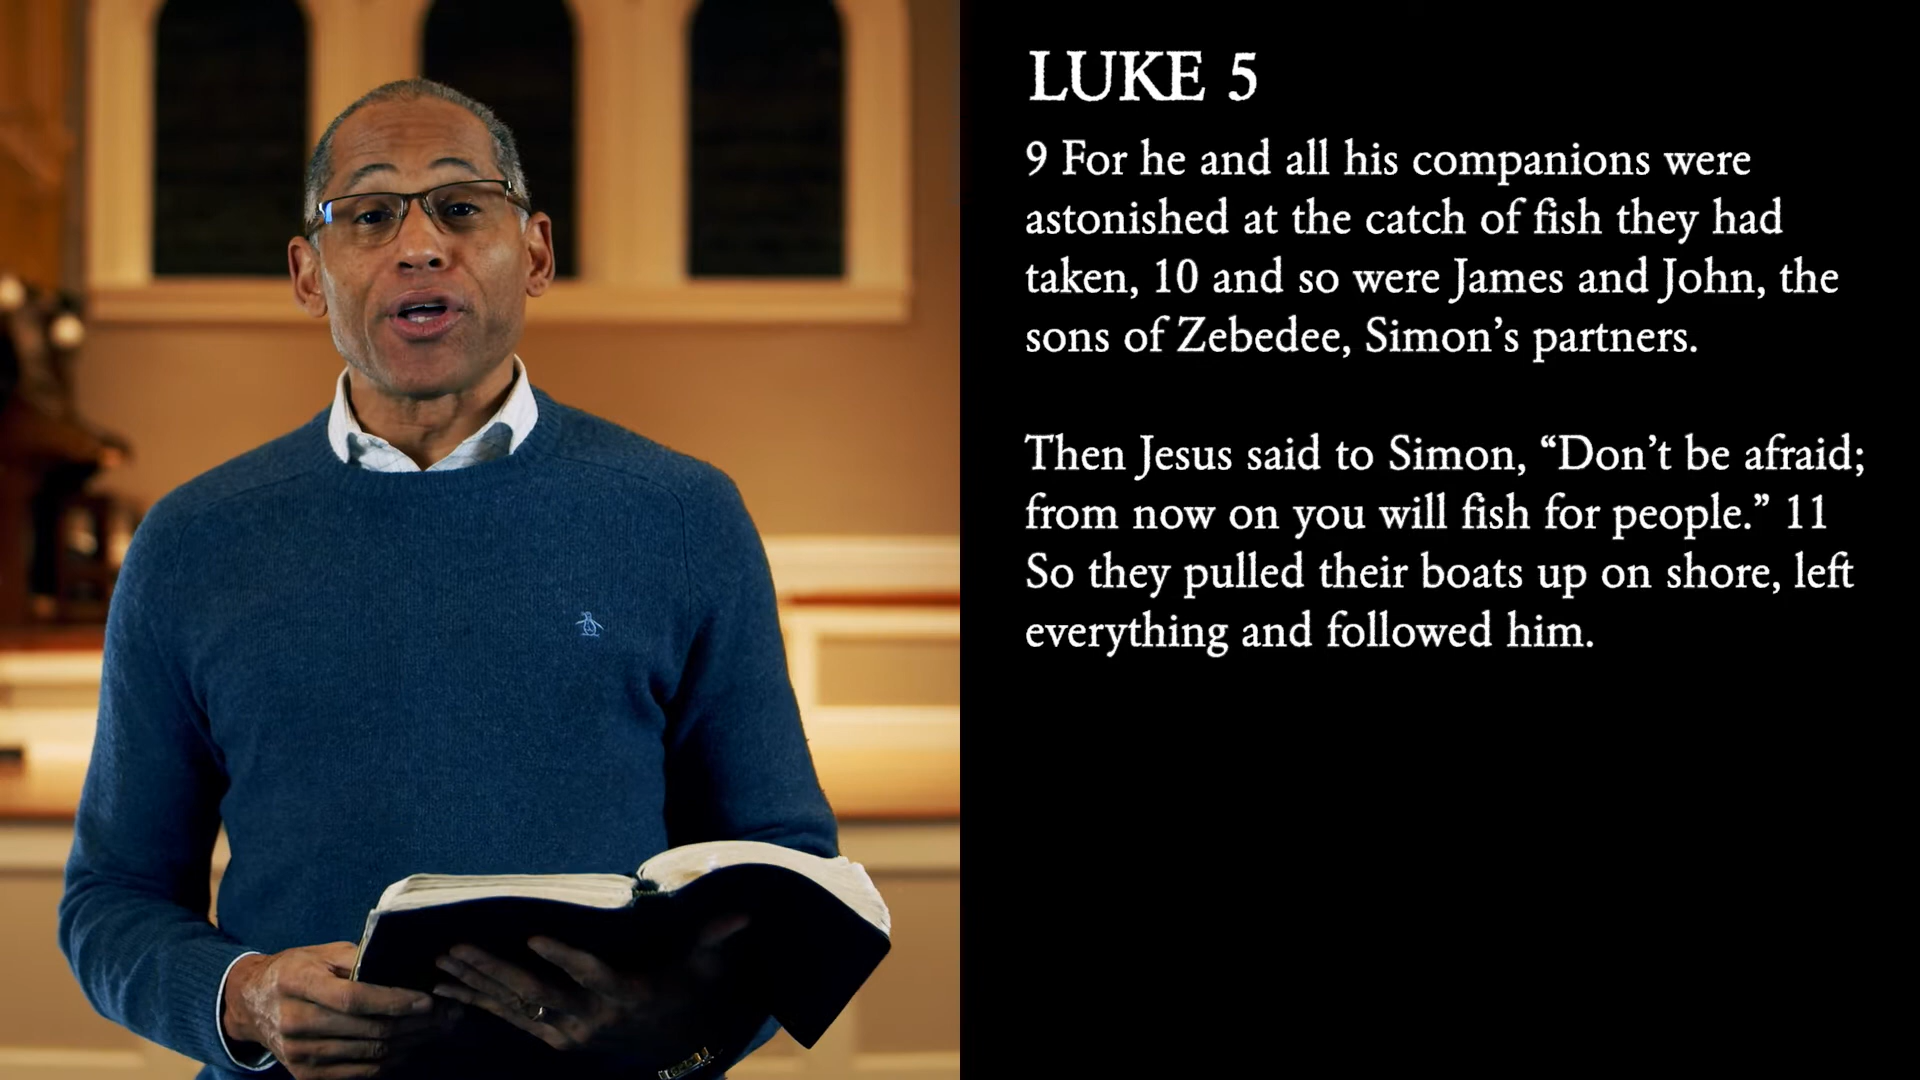 LUKE 5
9 For he and all his companions were
astonished at the catch of fish they had
taken, 10 and so were James and John, the
sons of Zebedee, Simon’s partners.
Then Jesus said to Simon, “Don’t be afraid;
from now on you will fish for people.” 11
So they pulled their boats up on shore, left
everything and followed him.